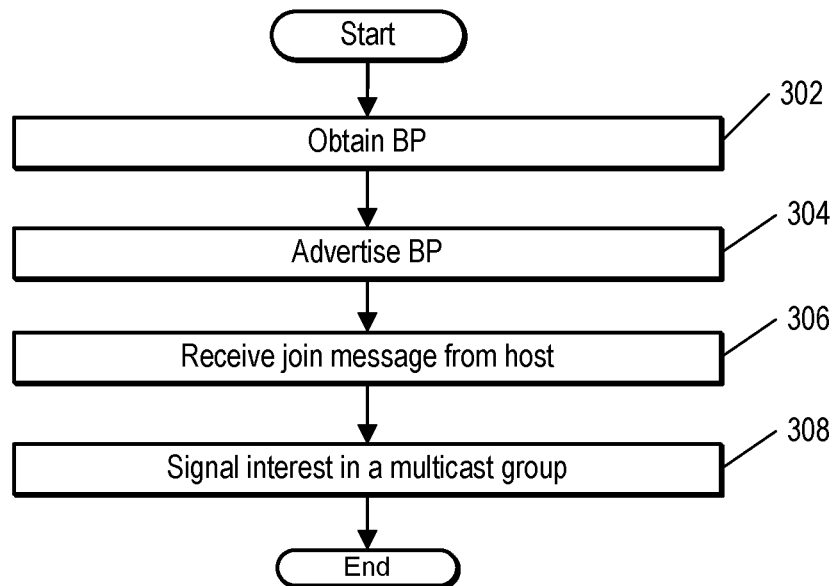 Start
302
Obtain BP
304
Advertise BP
306
Receive join message from host
308
Signal interest in a multicast group
End